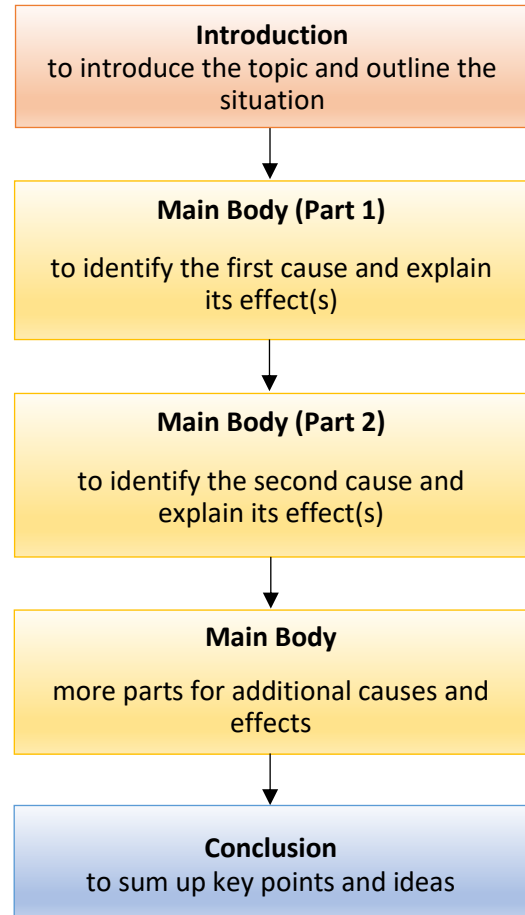 Introduction
to introduce the topic and outline the
situation
Main Body (Part 1)
to identify the first cause and explain
its effect(s)
Main Body (Part 2)
to identify the second cause and
explain its effect(s)
Main Body
more parts for additional causes and
effects
Conclusion
to sum up key points and ideas